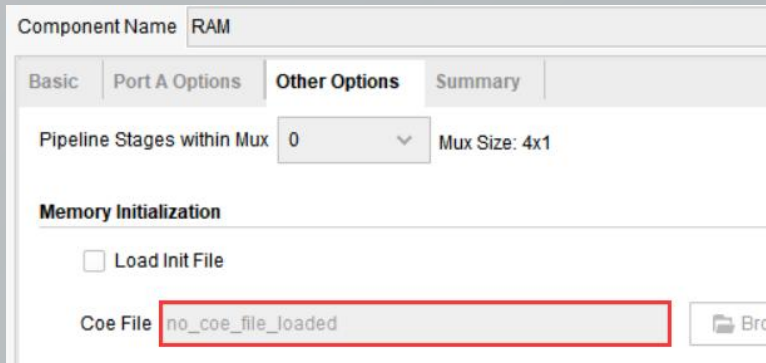 Component Name RAM
Basic Port A Options Other Options Summary
Pipeline Stages within Mux 0 Mux Size: 4x1
Memory Initialization
Load Init File
Coe File no_coe_file_loaded